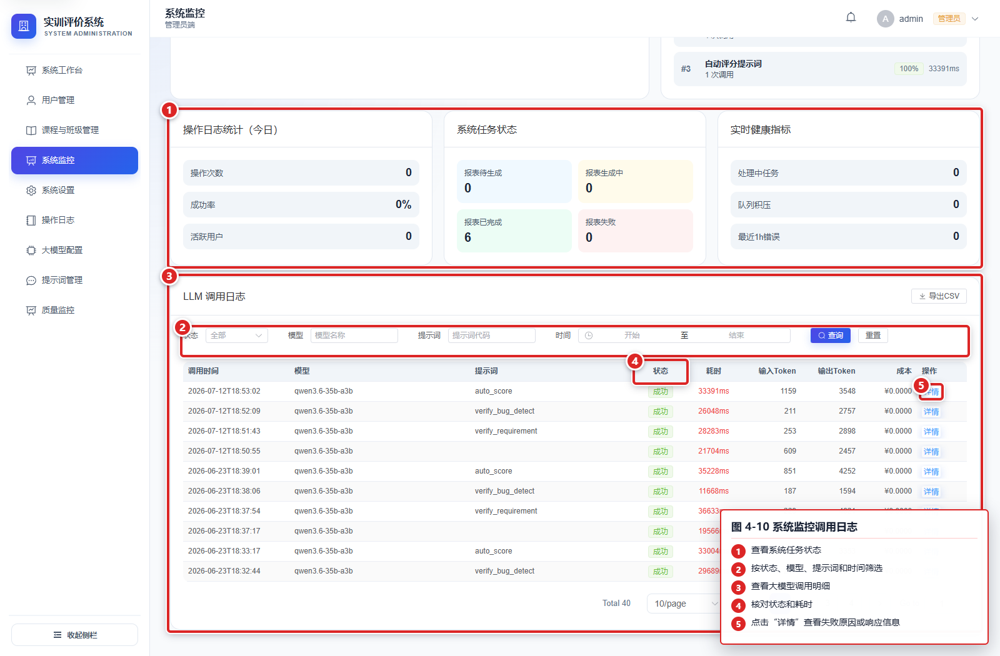 实训评价系统
SYSTEM ADMINISTRATION
系统工作台
用户管理
课程与班级管理
系统监控
系统设置
操作日志
大模型配置
提示词管理
质量监控
收起侧栏
系统监控
管理员端
A admin 管理员
#3 自动评分提示词 100% 33391ms
1 次调用
1
操作日志统计（今日）
操作次数 0
成功率 0%
活跃用户 0
系统任务状态
报表待生成 0
报表生成中 0
报表已完成 6
报表失败 0
实时健康指标
处理中任务 0
队列积压 0
最近1h错误 0
3
LLM 调用日志 导出CSV
2
状态 全部 模型 模型名称 提示词 提示词代码 时间 开始 至 结束 查询 重置
4
调用时间 模型 提示词 状态 耗时 输入Token 输出Token 成本 操作
5
2026-07-12T18:53:02 qwen3.6-35b-a3b auto_score 成功 33391ms 1159 3548 ¥0.0000 详情
2026-07-12T18:52:09 qwen3.6-35b-a3b verify_bug_detect 成功 26048ms 211 2757 ¥0.0000 详情
2026-07-12T18:51:43 qwen3.6-35b-a3b verify_requirement 成功 28283ms 253 2898 ¥0.0000 详情
2026-07-12T18:50:55 qwen3.6-35b-a3b 成功 21704ms 609 2457 ¥0.0000 详情
2026-06-23T18:39:01 qwen3.6-35b-a3b auto_score 成功 35228ms 851 4252 ¥0.0000 详情
2026-06-23T18:38:06 qwen3.6-35b-a3b verify_bug_detect 成功 11668ms 187 1594 ¥0.0000 详情
2026-06-23T18:37:54 qwen3.6-35b-a3b verify_requirement 成功 36633
2026-06-23T18:37:17 qwen3.6-35b-a3b 成功 19566
2026-06-23T18:33:17 qwen3.6-35b-a3b auto_score 成功 33004
2026-06-23T18:32:44 qwen3.6-35b-a3b verify_bug_detect 成功 29689
Total 40 10/page
图 4-10 系统监控调用日志
1 查看系统任务状态
2 按状态、模型、提示词和时间筛选
3 查看大模型调用明细
4 核对状态和耗时
5 点击“详情”查看失败原因或响应信息